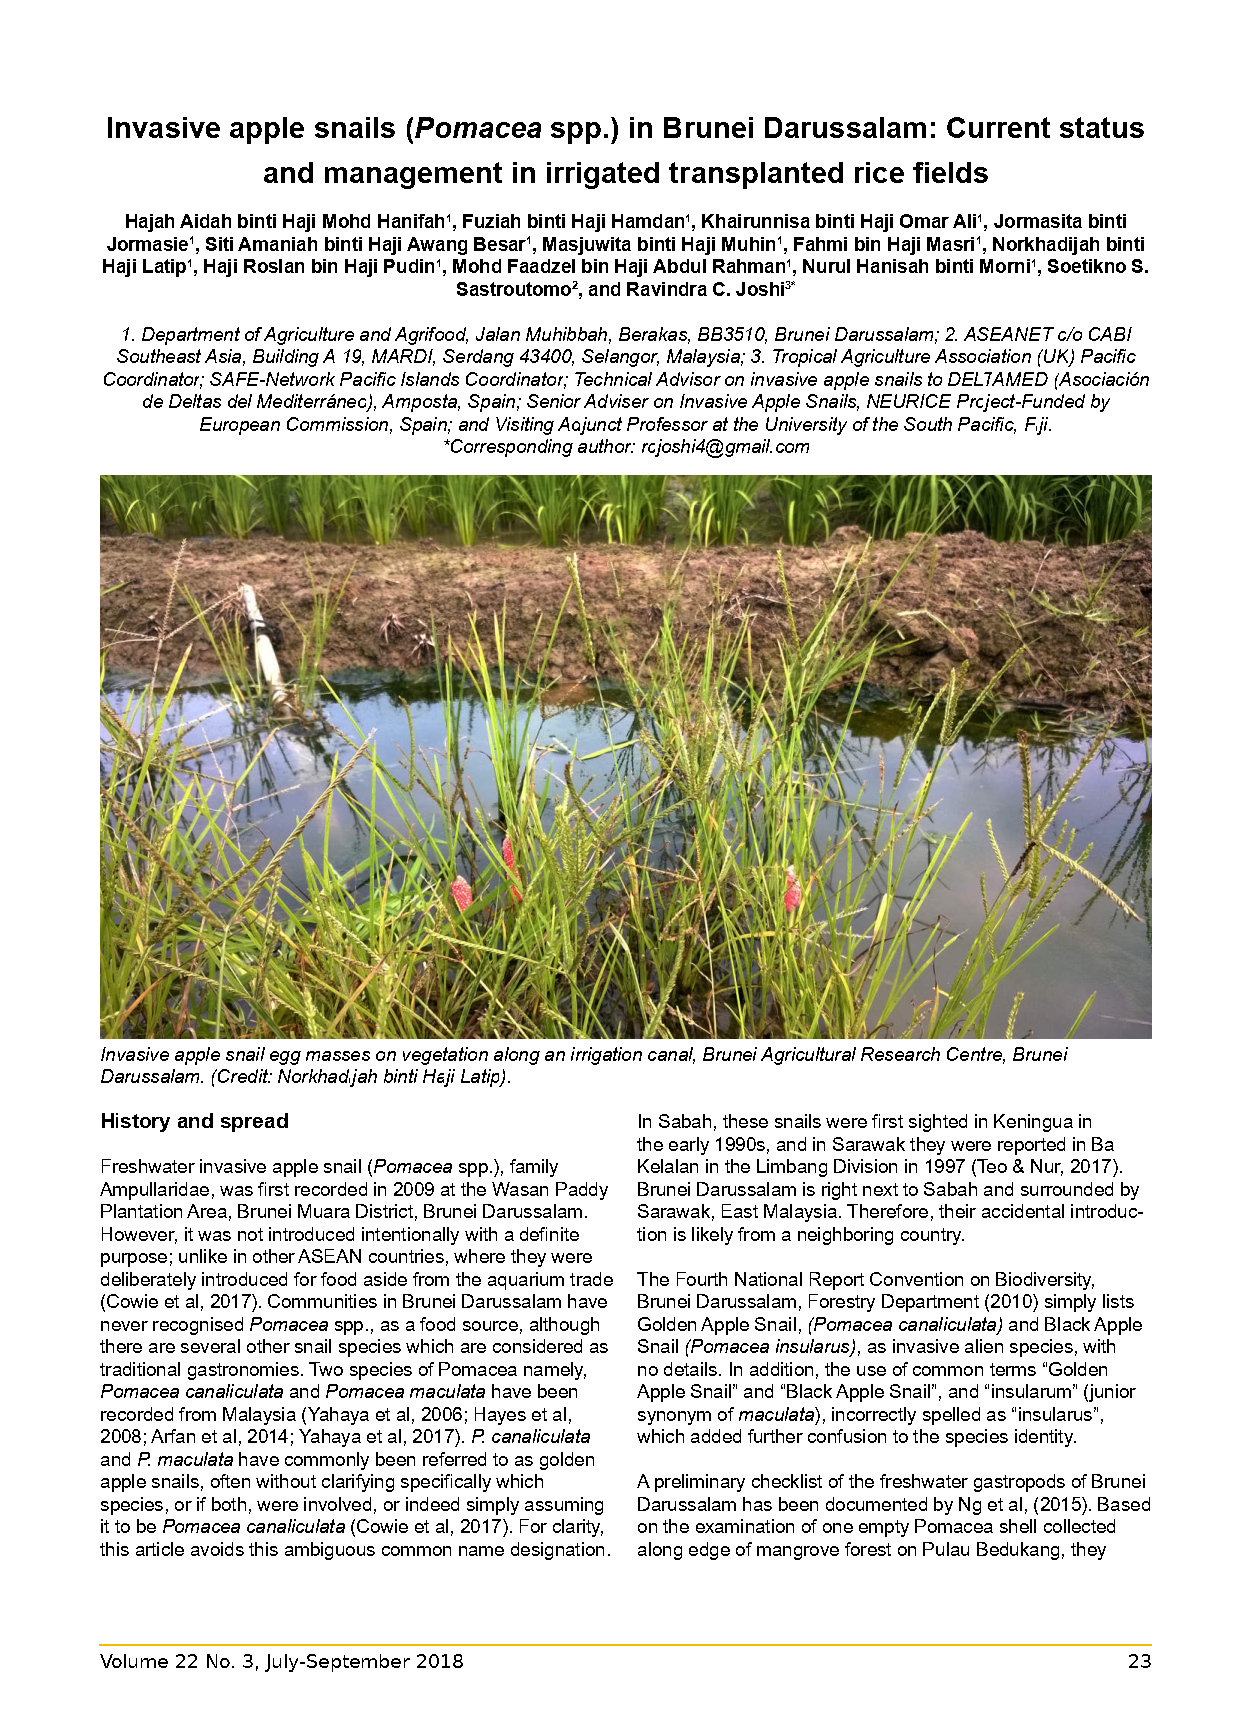 Invasive apple snails (Pomacea spp.) in Brunei Darussalam: Current status
and management in irrigated transplanted rice fields
Hajah Aidah binti Haji Mohd Hanifah¹, Fuziah binti Haji Hamdan¹, Khairunnisa binti Haji Omar Ali¹, Jormasita binti
Jormasie¹, Siti Amaniah binti Haji Awang Besar¹, Masjuwita binti Haji Muhin¹, Fahmi bin Haji Masri¹, Norkhadijah binti
Haji Latip¹, Haji Roslan bin Haji Pudin¹, Mohd Faadzel bin Haji Abdul Rahman¹, Nurul Hanisah binti Morni¹, Soetikno S.
Sastroutomo², and Ravindra C. Joshi³*
1. Department of Agriculture and Agrifood, Jalan Muhibbah, Berakas, BB3510, Brunei Darussalam; 2. ASEANET c/o CABI
Southeast Asia, Building A 19, MARDI, Serdang 43400, Selangor, Malaysia; 3. Tropical Agriculture Association (UK) Pacific
Coordinator; SAFE-Network Pacific Islands Coordinator; Technical Advisor on invasive apple snails to DELTAMED (Asociación
de Deltas del Mediterránec), Amposta, Spain; Senior Adviser on Invasive Apple Snails, NEURICE Project-Funded by
European Commission, Spain; and Visiting Adjunct Professor at the University of the South Pacific, Fiji.
*Corresponding author: rcjoshi4@gmail.com
Invasive apple snail egg masses on vegetation along an irrigation canal, Brunei Agricultural Research Centre, Brunei
Darussalam. (Credit: Norkhadijah binti Haji Latip).
History and spread
Freshwater invasive apple snail (Pomacea spp.), family
Ampullaridae, was first recorded in 2009 at the Wasan Paddy
Plantation Area, Brunei Muara District, Brunei Darussalam.
However, it was not introduced intentionally with a definite
purpose; unlike in other ASEAN countries, where they were
deliberately introduced for food aside from the aquarium trade
(Cowie et al, 2017). Communities in Brunei Darussalam have
never recognised Pomacea spp., as a food source, although
there are several other snail species which are considered as
traditional gastronomies. Two species of Pomacea namely,
Pomacea canaliculata and Pomacea maculata have been
recorded from Malaysia (Yahaya et al, 2006; Hayes et al,
2008; Arfan et al, 2014; Yahaya et al, 2017). P. canaliculata
and P. maculata have commonly been referred to as golden
apple snails, often without clarifying specifically which
species, or if both, were involved, or indeed simply assuming
it to be Pomacea canaliculata (Cowie et al, 2017). For clarity,
this article avoids this ambiguous common name designation.
In Sabah, these snails were first sighted in Keningua in
the early 1990s, and in Sarawak they were reported in Ba
Kelalan in the Limbang Division in 1997 (Teo & Nur, 2017).
Brunei Darussalam is right next to Sabah and surrounded by
Sarawak, East Malaysia. Therefore, their accidental introduc-
tion is likely from a neighboring country.
The Fourth National Report Convention on Biodiversity,
Brunei Darussalam, Forestry Department (2010) simply lists
Golden Apple Snail, (Pomacea canaliculata) and Black Apple
Snail (Pomacea insularus), as invasive alien species, with
no details. In addition, the use of common terms “Golden
Apple Snail” and “Black Apple Snail”, and “insularum” (junior
synonym of maculata), incorrectly spelled as “insularus”,
which added further confusion to the species identity.
A preliminary checklist of the freshwater gastropods of Brunei
Darussalam has been documented by Ng et al, (2015). Based
on the examination of one empty Pomacea shell collected
along edge of mangrove forest on Pulau Bedukang, they
Volume 22 No. 3, July-September 2018
23